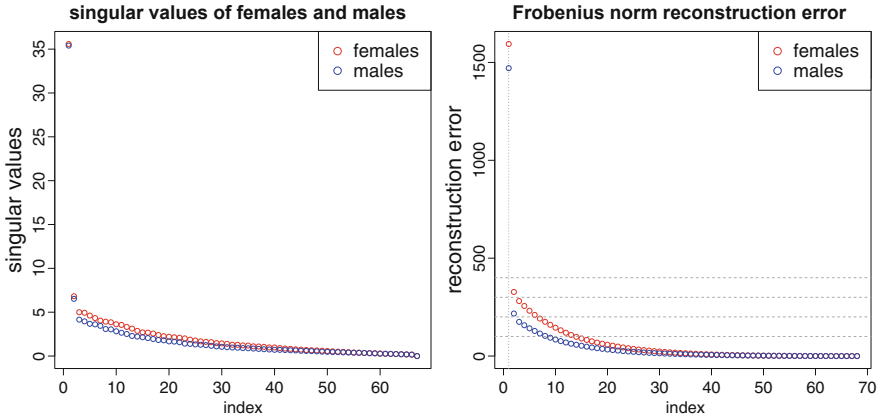 singular values of females and males
females
males
singular values
0
5
10
15
20
25
30
35
0 10 20 30 40 50 60
index
Frobenius norm reconstruction error
females
males
reconstruction error
0
500
1500
0 10 20 30 40 50 60 70
index